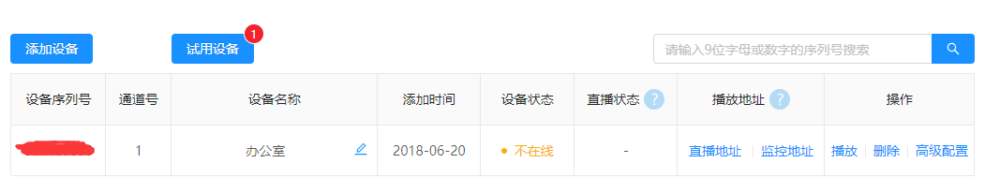 添加设备 试用设备 1 请输入9位字母或数字的序列号搜索
设备序列号 通道号 设备名称 添加时间 设备状态 直播状态 ? 播放地址 ? 操作
1 办公室 2018-06-20 不在线 - 直播地址 监控地址 播放 删除 高级配置